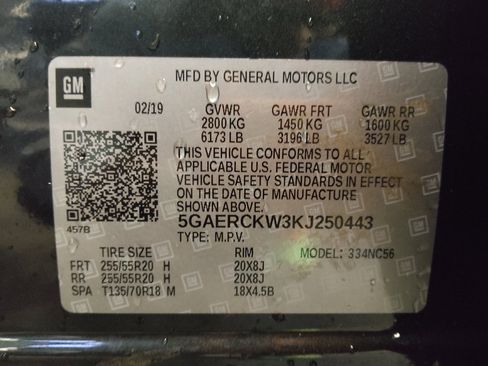 GM
MFD BY GENERAL MOTORS LLC
02/19 GVWR GAWR FRT GAWR RR
2800 KG 1450 KG 1600 KG
6173 LB 3196 LB 3527 LB
THIS VEHICLE CONFORMS TO ALL
APPLICABLE U.S. FEDERAL MOTOR
VEHICLE SAFETY STANDARDS IN EFFECT
ON THE DATE OF MANUFACTURE
SHOWN ABOVE.
5GAERCKW3KJ250443
457B
TYPE: M.P.V.
TIRE SIZE RIM MODEL: 334NC56
FRT 255/55R20 H 20X8J
RR 255/55R20 H 20X8J
SPA T135/70R18 M 18X4.5B